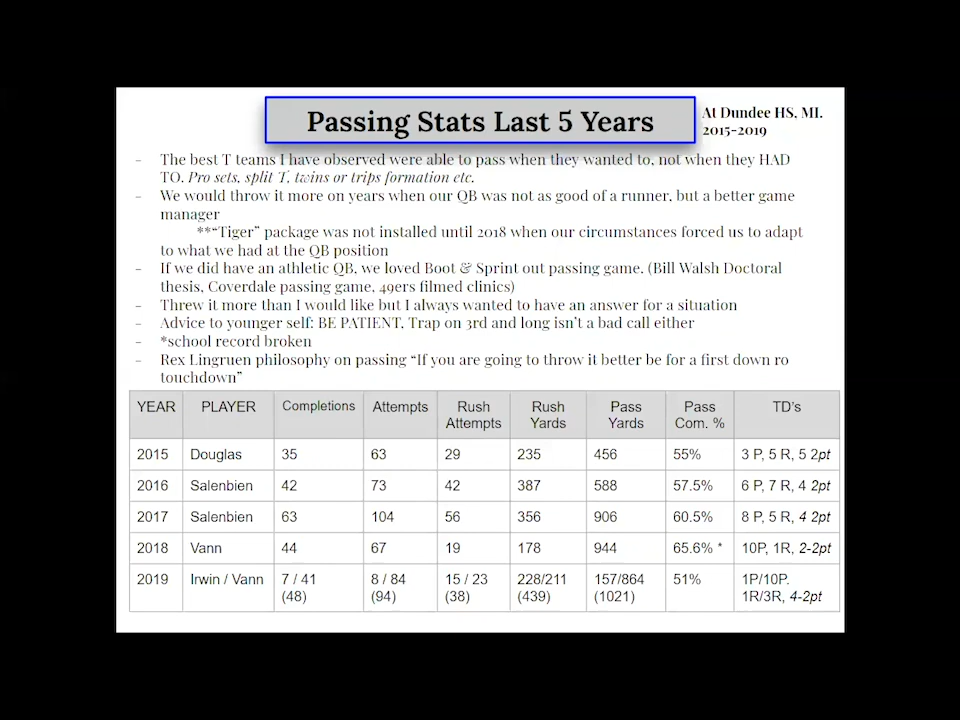 Passing Stats Last 5 Years
At Dundee HS, MI.
2015-2019
- The best T teams I have observed were able to pass when they wanted to, not when they HAD
TO. Pro sets, split T, twins or trips formation etc.
- We would throw it more on years when our QB was not as good of a runner, but a better game
manager
**“Tiger” package was not installed until 2018 when our circumstances forced us to adapt
to what we had at the QB position
- If we did have an athletic QB, we loved Boot & Sprint out passing game. (Bill Walsh Doctoral
thesis, Coverdale passing game, 49ers filmed clinics)
- Threw it more than I would like but I always wanted to have an answer for a situation
- Advice to younger self: BE PATIENT. Trap on 3rd and long isn’t a bad call either
- *school record broken
- Rex Lingruen philosophy on passing “If you are going to throw it better be for a first down ro
touchdown”
YEAR PLAYER Completions Attempts Rush Attempts Rush Yards Pass Yards Pass Com. % TD’s
2015 Douglas 35 63 29 235 456 55% 3 P, 5 R, 5 2pt
2016 Salenbien 42 73 42 387 588 57.5% 6 P, 7 R, 4 2pt
2017 Salenbien 63 104 56 356 906 60.5% 8 P, 5 R, 4 2pt
2018 Vann 44 67 19 178 944 65.6% * 10P, 1R, 2-2pt
2019 Irwin / Vann 7 / 41 8 / 84 15 / 23 228/211 157/864 51% 1P/10P.
(48) (94) (38) (439) (1021) 1R/3R, 4-2pt